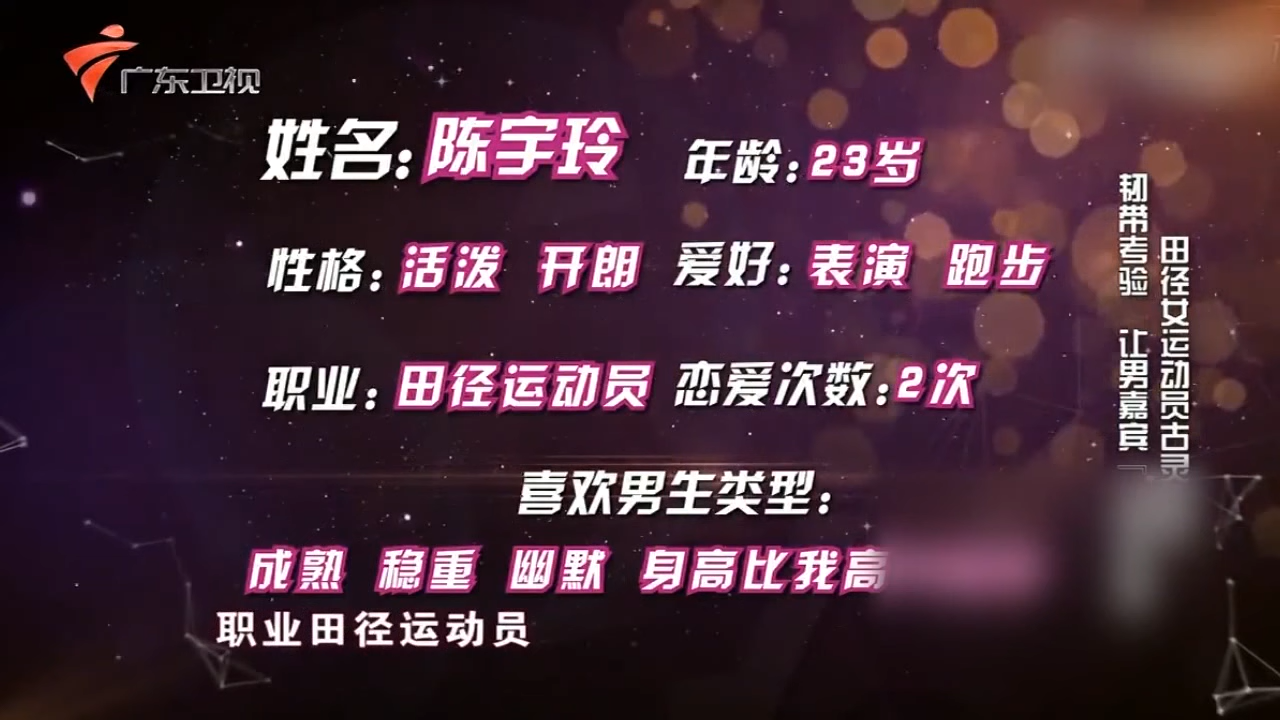 广东卫视
姓名:陈宇玲 年龄:23岁
性格:活泼 开朗 爱好:表演 跑步
职业:田径运动员 恋爱次数:2次
喜欢男生类型:
成熟 稳重 幽默 身高比我高
职业田径运动员
田径女运动员古灵
韧带考验 让男嘉宾『